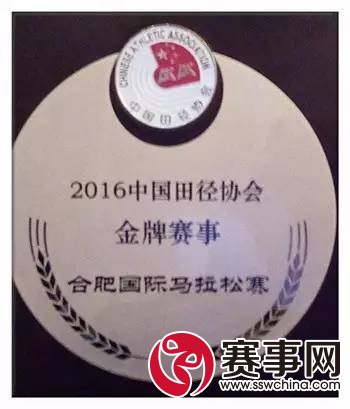 CHINESE ATHLETIC ASSOCIATION
中国田径协会
2016中国田径协会
金牌赛事
合肥国际马拉松赛
赛事网
www.sswchina.com